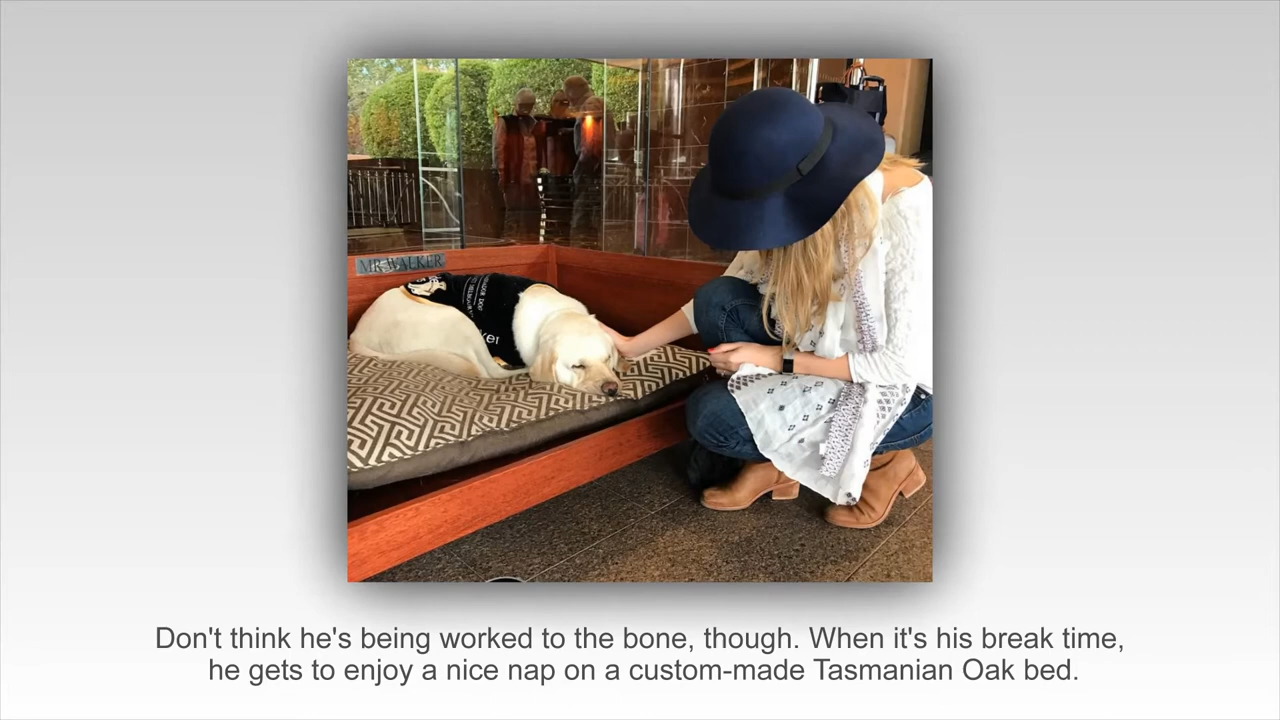 MR WALKER
ker
Don't think he's being worked to the bone, though. When it's his break time,
he gets to enjoy a nice nap on a custom-made Tasmanian Oak bed.